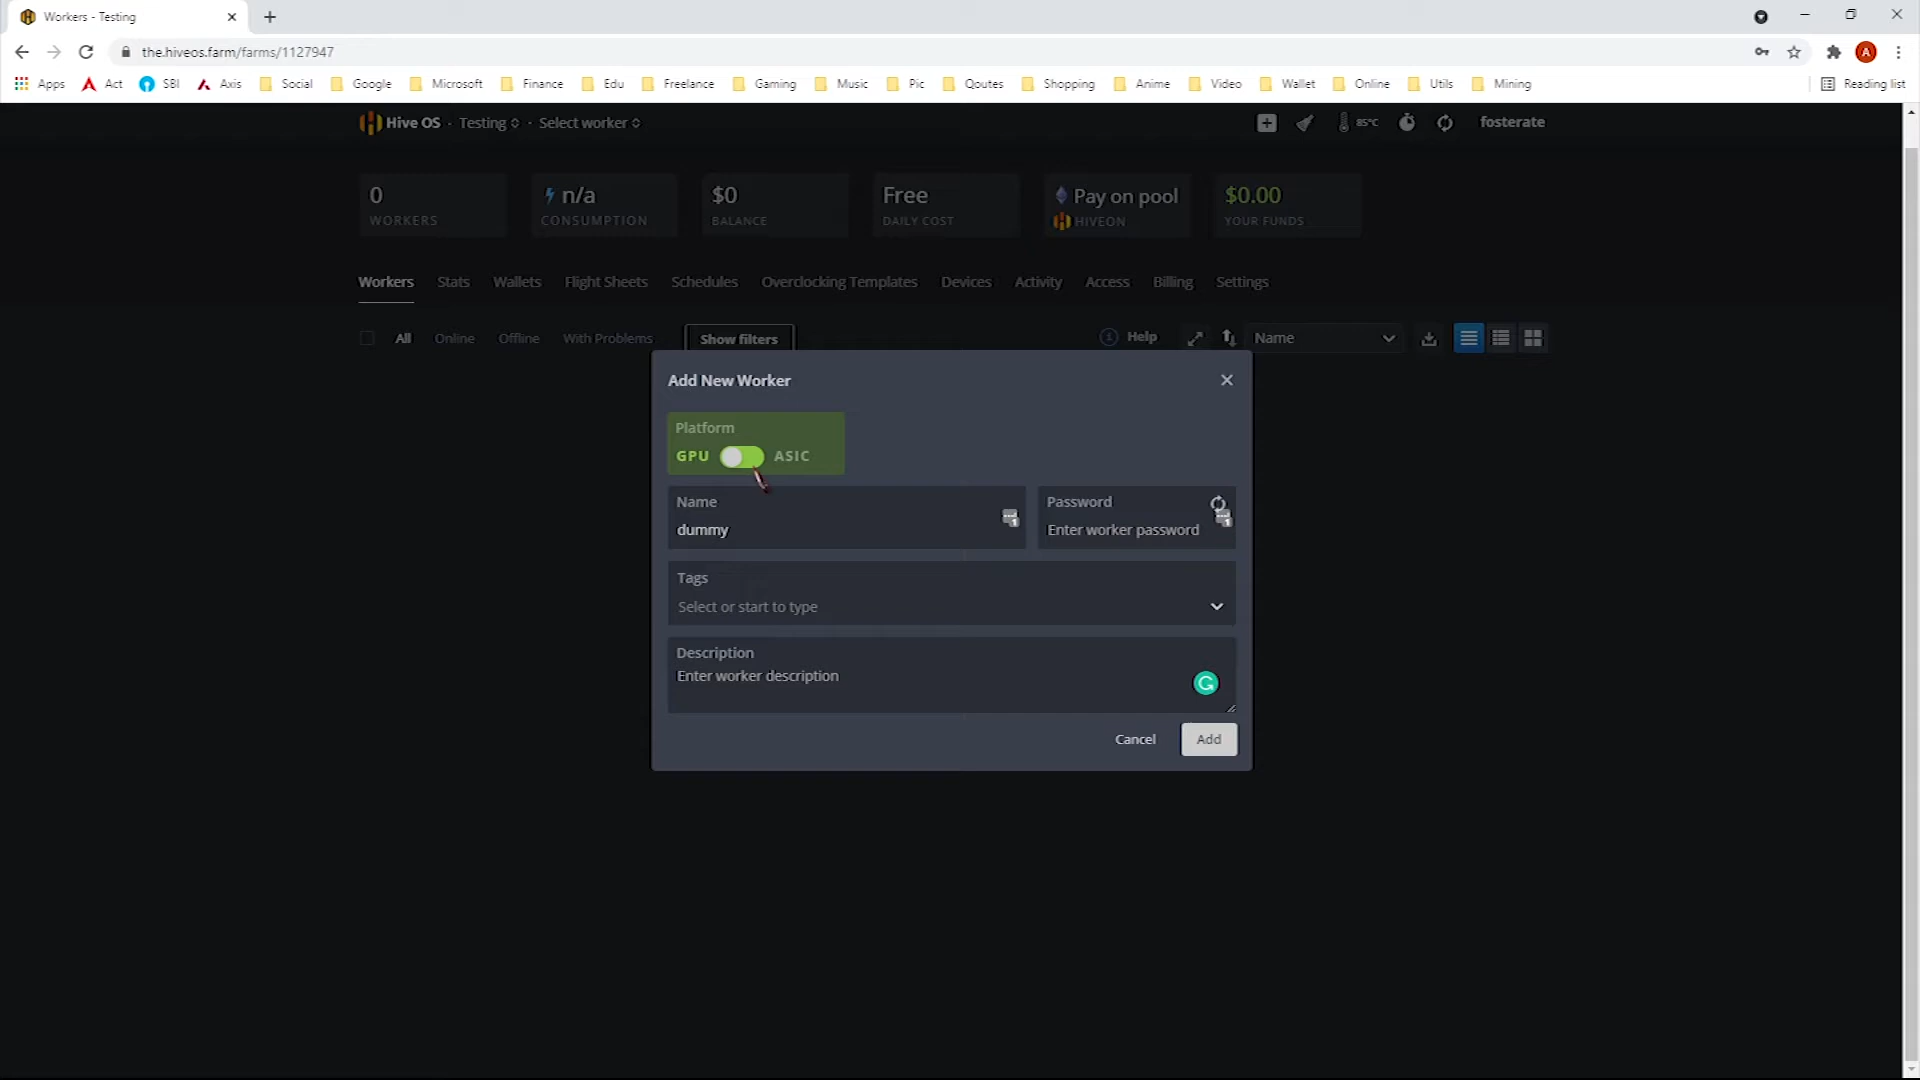 Workers - Testing
the.hiveos.farm/farms/1127947
A
Apps Act SBI Axis Social Google Microsoft Finance Edu Freelance Gaming Music Pic Qoutes Shopping Anime Video Wallet Online Utils Mining Reading list
Hive OS · Testing · Select worker 85°C fosterate
0 n/a $0 Free Pay on pool $0.00
WORKERS CONSUMPTION BALANCE DAILY COST HIVEON YOUR FUNDS
Workers Stats Wallets Flight Sheets Schedules Overclocking Templates Devices Activity Access Billing Settings
All Online Offline With Problems Show filters Help Name
Add New Worker
Platform
GPU ASIC
Name Password
dummy Enter worker password
Tags
Select or start to type
Description
Enter worker description
Cancel Add